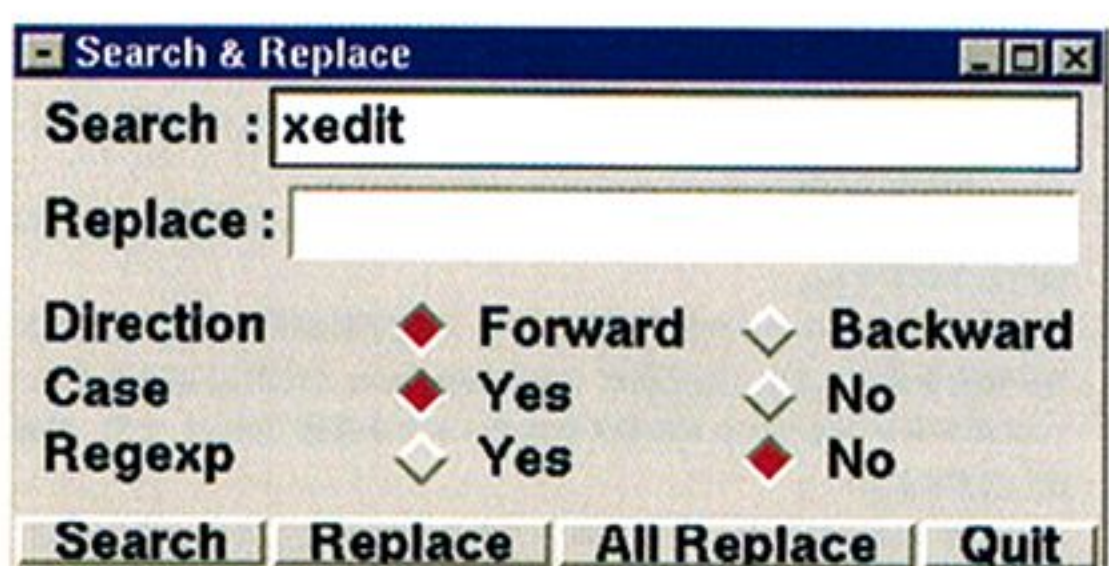 Search & Replace
Search : xedit
Replace :
Direction Forward Backward
Case Yes No
Regexp Yes No
Search Replace All Replace Quit